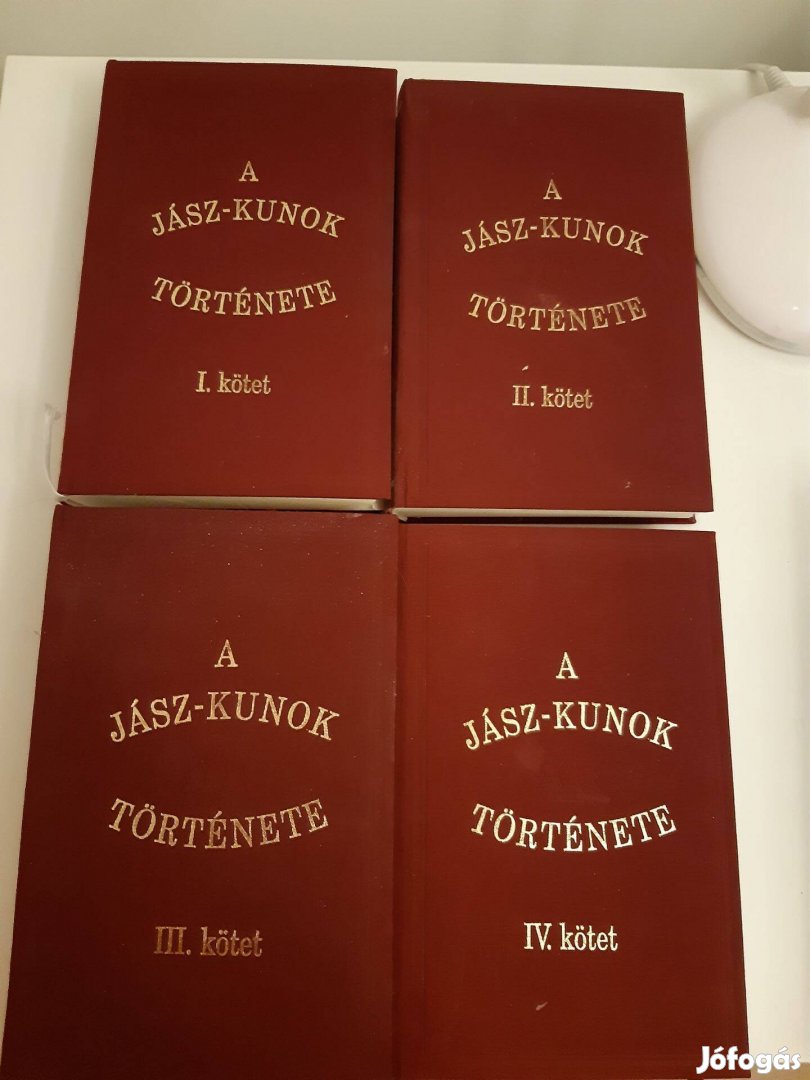 A
JÁSZ-KUNOK
TÖRTÉNETE
I. kötet
A
JÁSZ-KUNOK
TÖRTÉNETE
II. kötet
A
JÁSZ-KUNOK
TÖRTÉNETE
III. kötet
A
JÁSZ-KUNOK
TÖRTÉNETE
IV. kötet
Jófogás